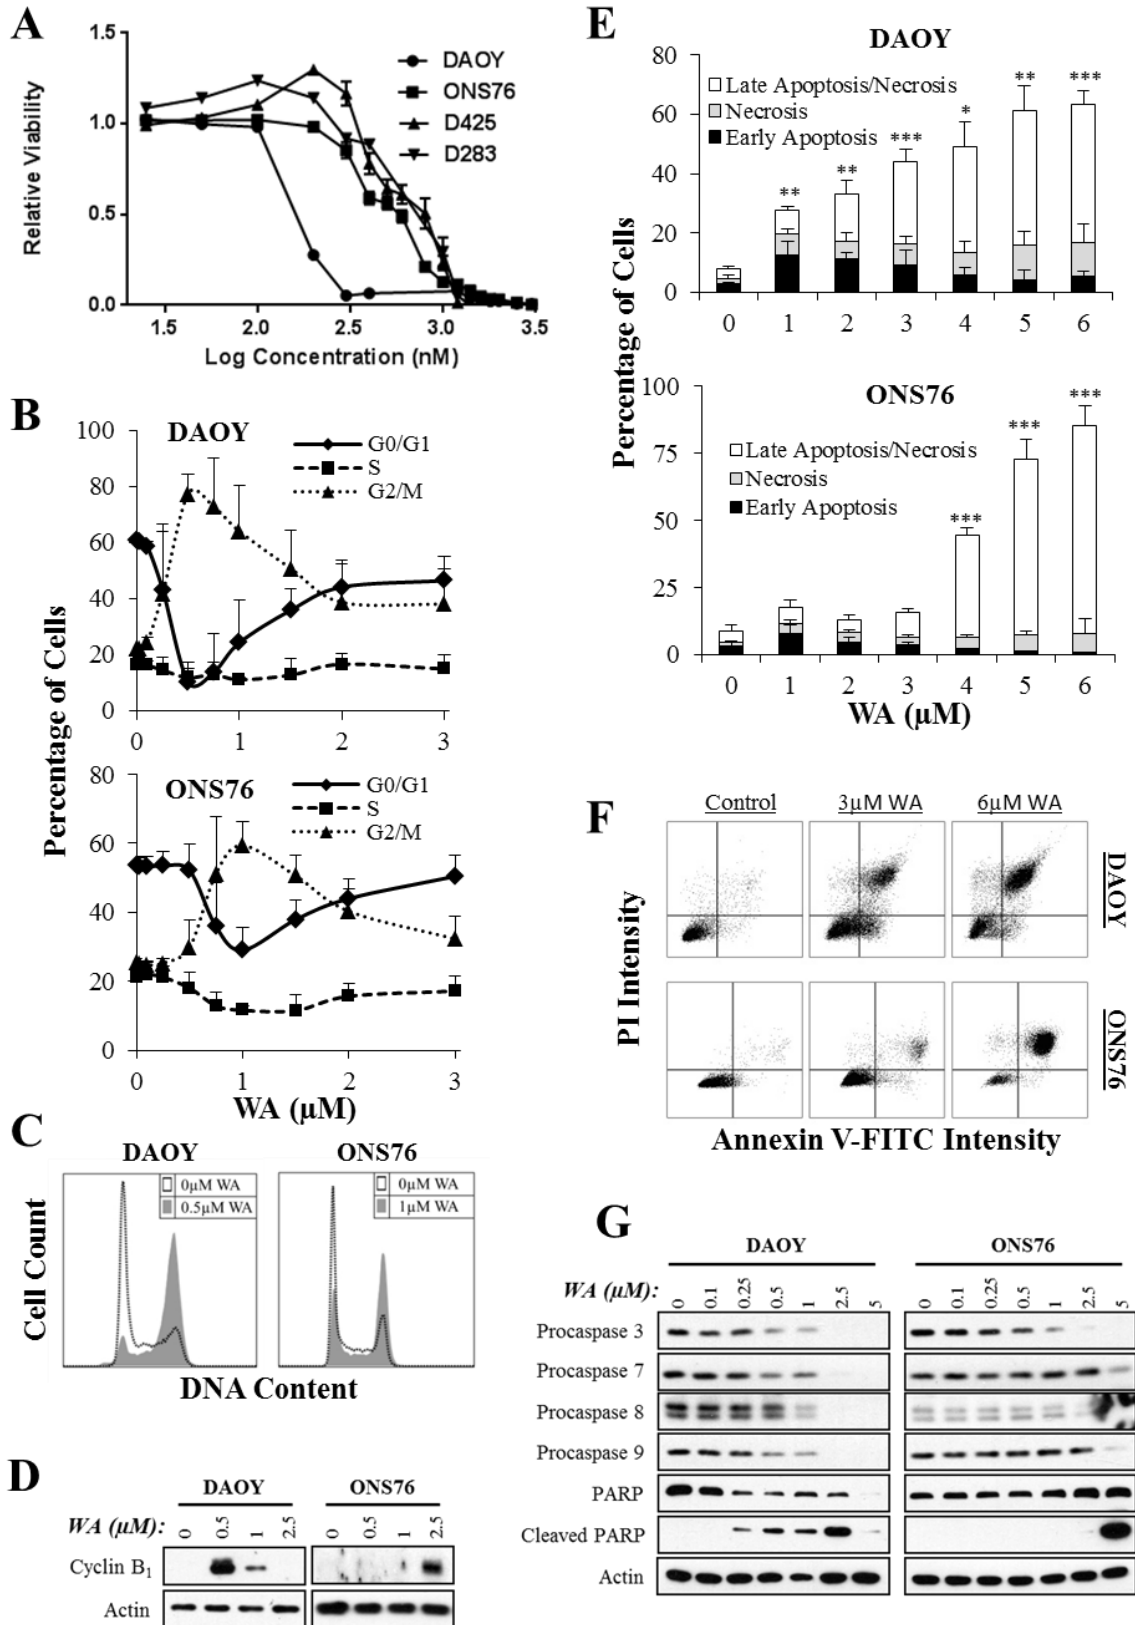 A
Relative Viability
1.5
1.0
0.5
0.0
1.5 2.0 2.5 3.0 3.5
Log Concentration (nM)
DAOY
ONS76
D425
D283
B
Percentage of Cells
DAOY
G0/G1
S
G2/M
100
80
60
40
20
0
0 1 2 3
ONS76
G0/G1
S
G2/M
80
60
40
20
0
0 1 2 3
WA (µM)
C
DAOY ONS76
Cell Count
0µM WA
0.5µM WA
0µM WA
1µM WA
DNA Content
D
DAOY ONS76
WA (µM): 0 0.5 1 2.5 0 0.5 1 2.5
Cyclin B1
Actin
E
Percentage of Cells
DAOY
Late Apoptosis/Necrosis
Necrosis
Early Apoptosis
80
60
40
20
0
** ** *** * ** ***
0 1 2 3 4 5 6
ONS76
Late Apoptosis/Necrosis
Necrosis
Early Apoptosis
100
75
50
25
0
*** *** ***
0 1 2 3 4 5 6
WA (µM)
F
Control 3µM WA 6µM WA
DAOY
ONS76
PI Intensity
Annexin V-FITC Intensity
G
DAOY ONS76
WA (µM): 0 0.1 0.25 0.5 1 2.5 5 0 0.1 0.25 0.5 1 2.5 5
Procaspase 3
Procaspase 7
Procaspase 8
Procaspase 9
PARP
Cleaved PARP
Actin